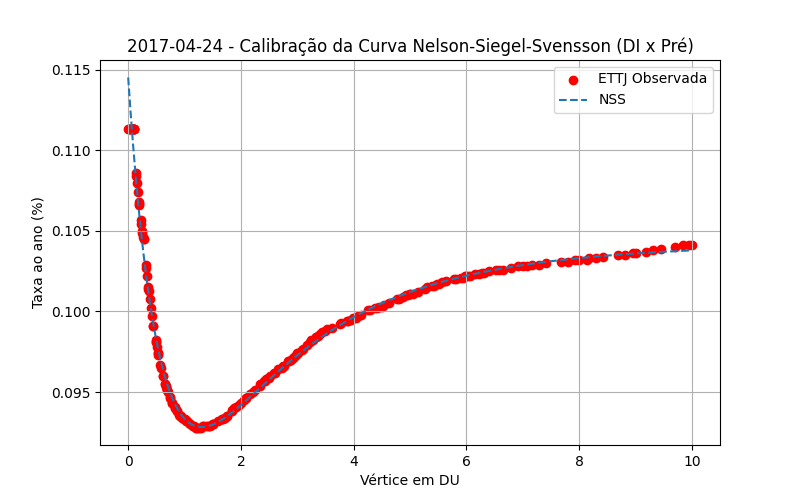 2017-04-24 - Calibração da Curva Nelson-Siegel-Svensson (DI x Pré)
ETTJ Observada
NSS
Taxa ao ano (%)
0.115
0.110
0.105
0.100
0.095
0 2 4 6 8 10
Vértice em DU